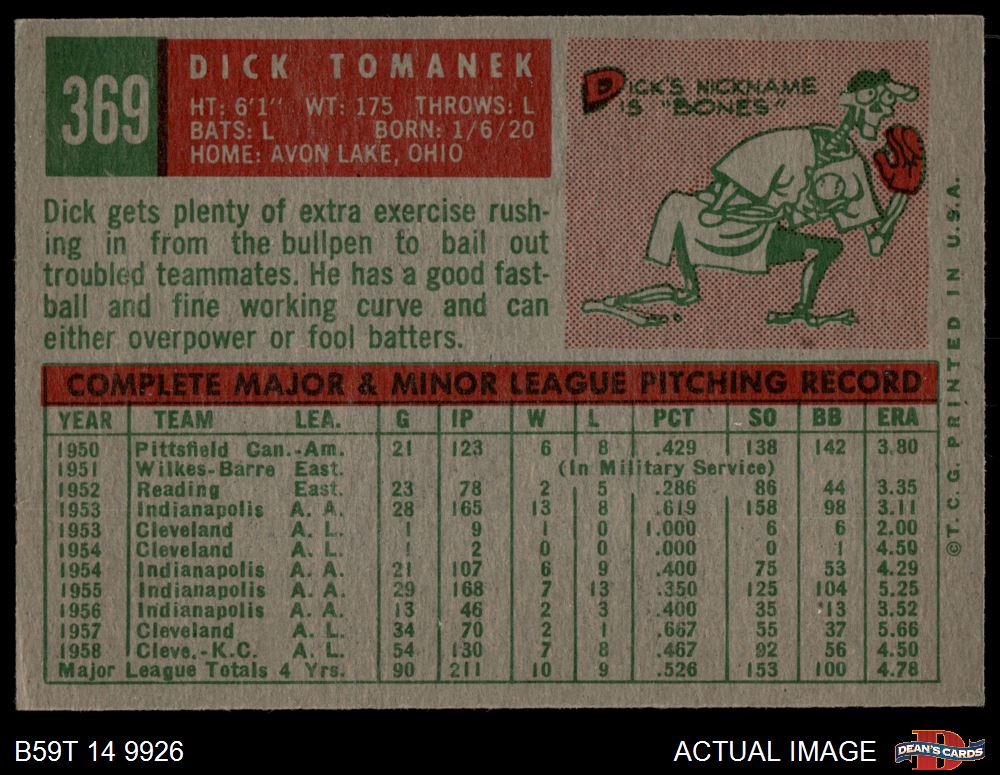 369
DICK TOMANEK
HT: 6'1" WT: 175 THROWS: L
BATS: L BORN: 1/6/20
HOME: AVON LAKE, OHIO
DICK'S NICKNAME
IS "BONES"
Dick gets plenty of extra exercise rush-
ing in from the bullpen to bail out
troubled teammates. He has a good fast-
ball and fine working curve and can
either overpower or fool batters.
COMPLETE MAJOR & MINOR LEAGUE PITCHING RECORD
YEAR TEAM LEA. G IP W L PCT SO BB ERA
1950 Pittsfield Can.-Am. 21 123 6 8 .429 138 142 3.80
1951 Wilkes-Barre East. (In Military Service)
1952 Reading East. 23 78 2 5 .286 86 44 3.35
1953 Indianapolis A. A. 28 165 13 8 .619 158 98 3.11
1953 Cleveland A. L. 1 9 1 0 1.000 6 6 2.00
1954 Cleveland A. L. 1 2 0 0 .000 0 1 4.50
1954 Indianapolis A. A. 21 107 6 9 .400 75 53 4.29
1955 Indianapolis A. A. 29 168 7 13 .350 125 104 5.25
1956 Indianapolis A. A. 13 46 2 3 .400 35 13 3.52
1957 Cleveland A. L. 34 70 2 1 .667 55 37 5.66
1958 Cleve.-K.C. A. L. 54 130 7 8 .467 92 56 4.50
Major League Totals 4 Yrs. 90 211 10 9 .526 153 100 4.78
©T.C.G. PRINTED IN U.S.A.
B59T 14 9926
ACTUAL IMAGE
D
DEAN'S CARDS